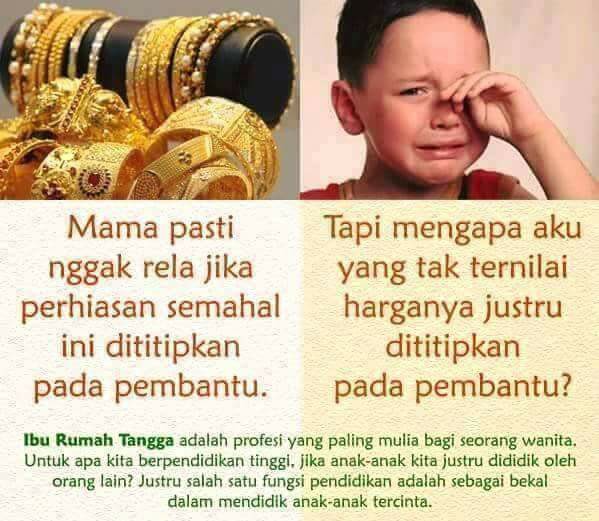 Mama pasti
nggak rela jika
perhiasan semahal
ini dititipkan
pada pembantu.
Tapi mengapa aku
yang tak ternilai
harganya justru
dititipkan
pada pembantu?
Ibu Rumah Tangga adalah profesi yang paling mulia bagi seorang wanita.
Untuk apa kita berpendidikan tinggi, jika anak-anak kita justru dididik oleh
orang lain? Justru salah satu fungsi pendidikan adalah sebagai bekal
dalam mendidik anak-anak tercinta.